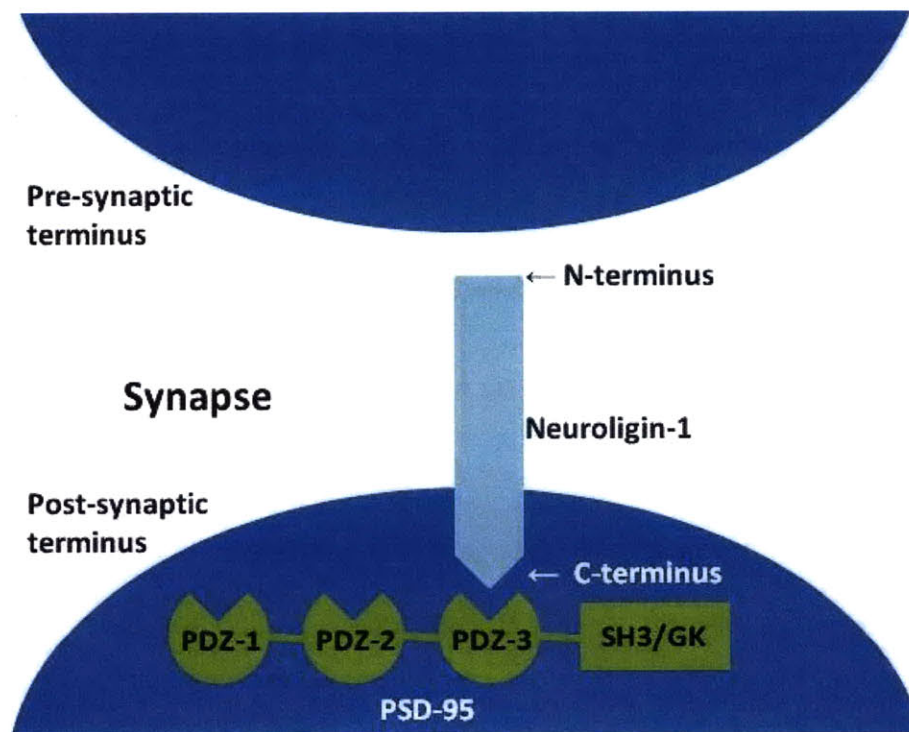 Pre-synaptic
terminus
← N-terminus
Synapse
Neuroligin-1
Post-synaptic
terminus
← C-terminus
PDZ-1 PDZ-2 PDZ-3 SH3/GK
PSD-95